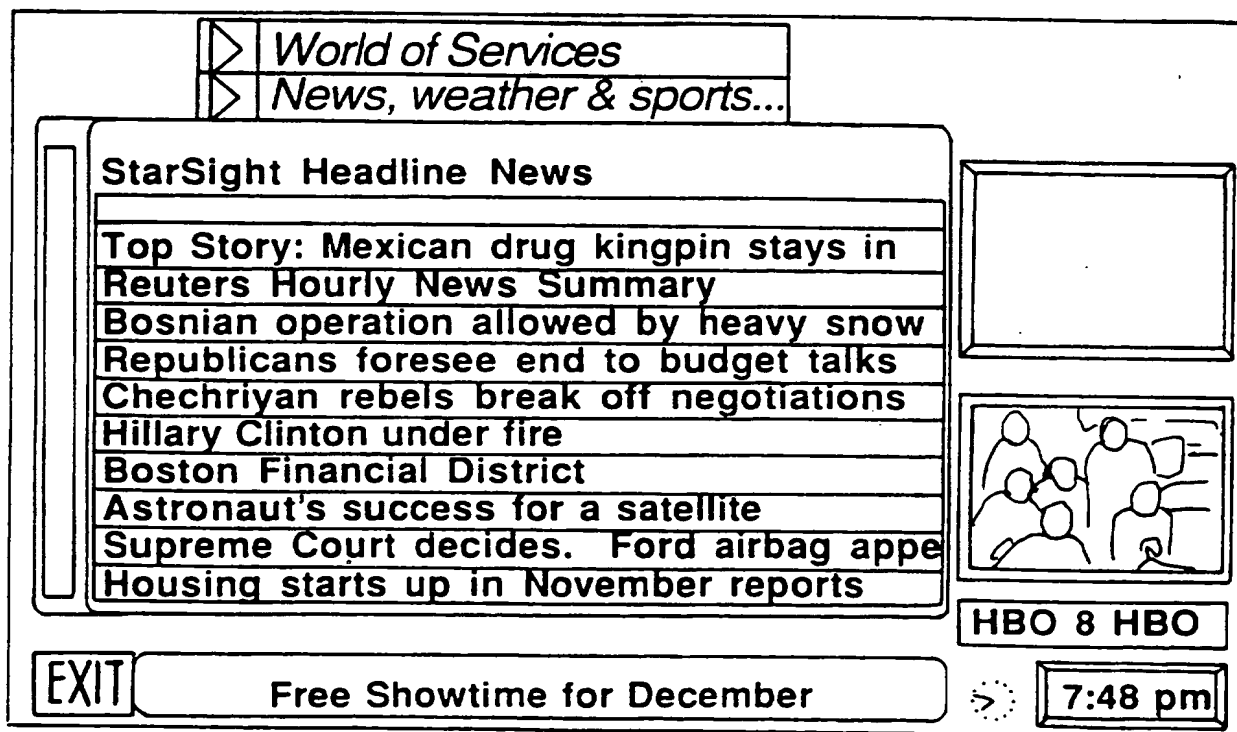 World of Services
News, weather & sports...
StarSight Headline News
Top Story: Mexican drug kingpin stays in
Reuters Hourly News Summary
Bosnian operation allowed by heavy snow
Republicans foresee end to budget talks
Chechriyan rebels break off negotiations
Hillary Clinton under fire
Boston Financial District
Astronaut's success for a satellite
Supreme Court decides. Ford airbag appe
Housing starts up in November reports
HBO 8 HBO
EXIT
Free Showtime for December
7:48 pm